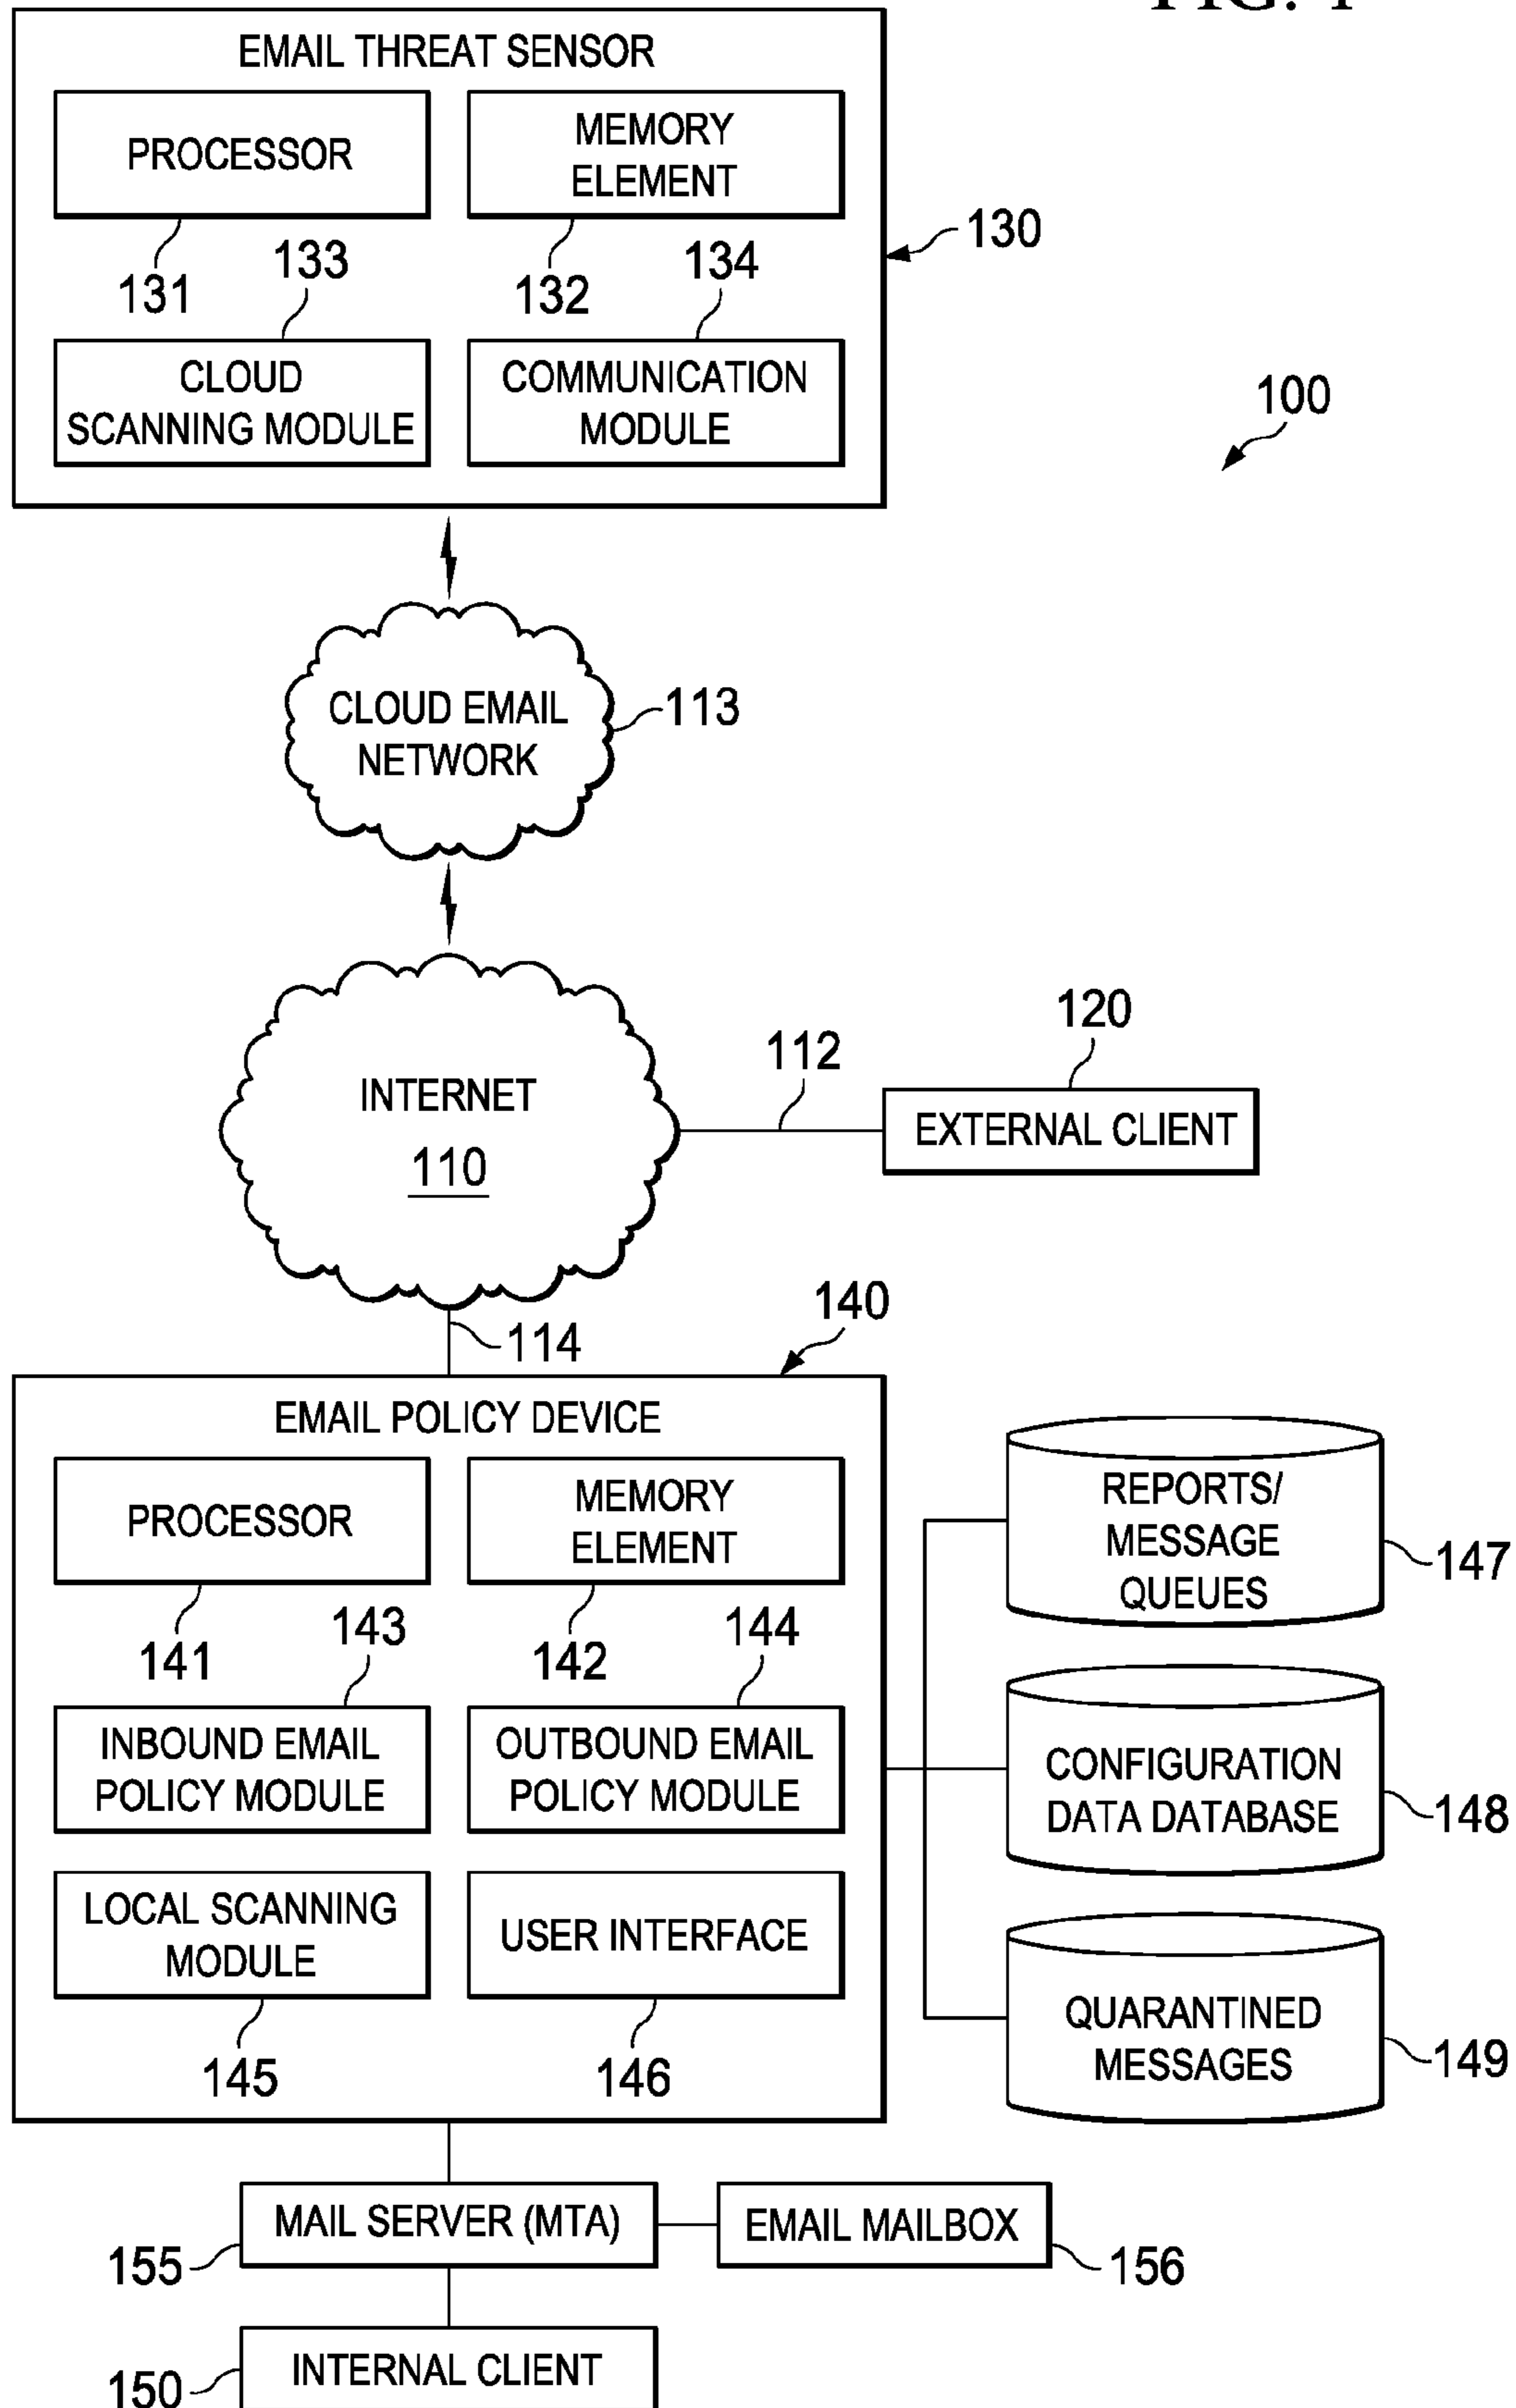 FIG. 1
EMAIL THREAT SENSOR
PROCESSOR
MEMORY
ELEMENT
130
131
133
132
134
CLOUD
SCANNING MODULE
COMMUNICATION
MODULE
100
CLOUD EMAIL
NETWORK
113
INTERNET
110
112
120
EXTERNAL CLIENT
114
140
EMAIL POLICY DEVICE
PROCESSOR
MEMORY
ELEMENT
141
143
142
144
INBOUND EMAIL
POLICY MODULE
OUTBOUND EMAIL
POLICY MODULE
LOCAL SCANNING
MODULE
USER INTERFACE
145
146
REPORTS/
MESSAGE
QUEUES
147
CONFIGURATION
DATA DATABASE
148
QUARANTINED
MESSAGES
149
MAIL SERVER (MTA)
155
EMAIL MAILBOX
156
INTERNAL CLIENT
150